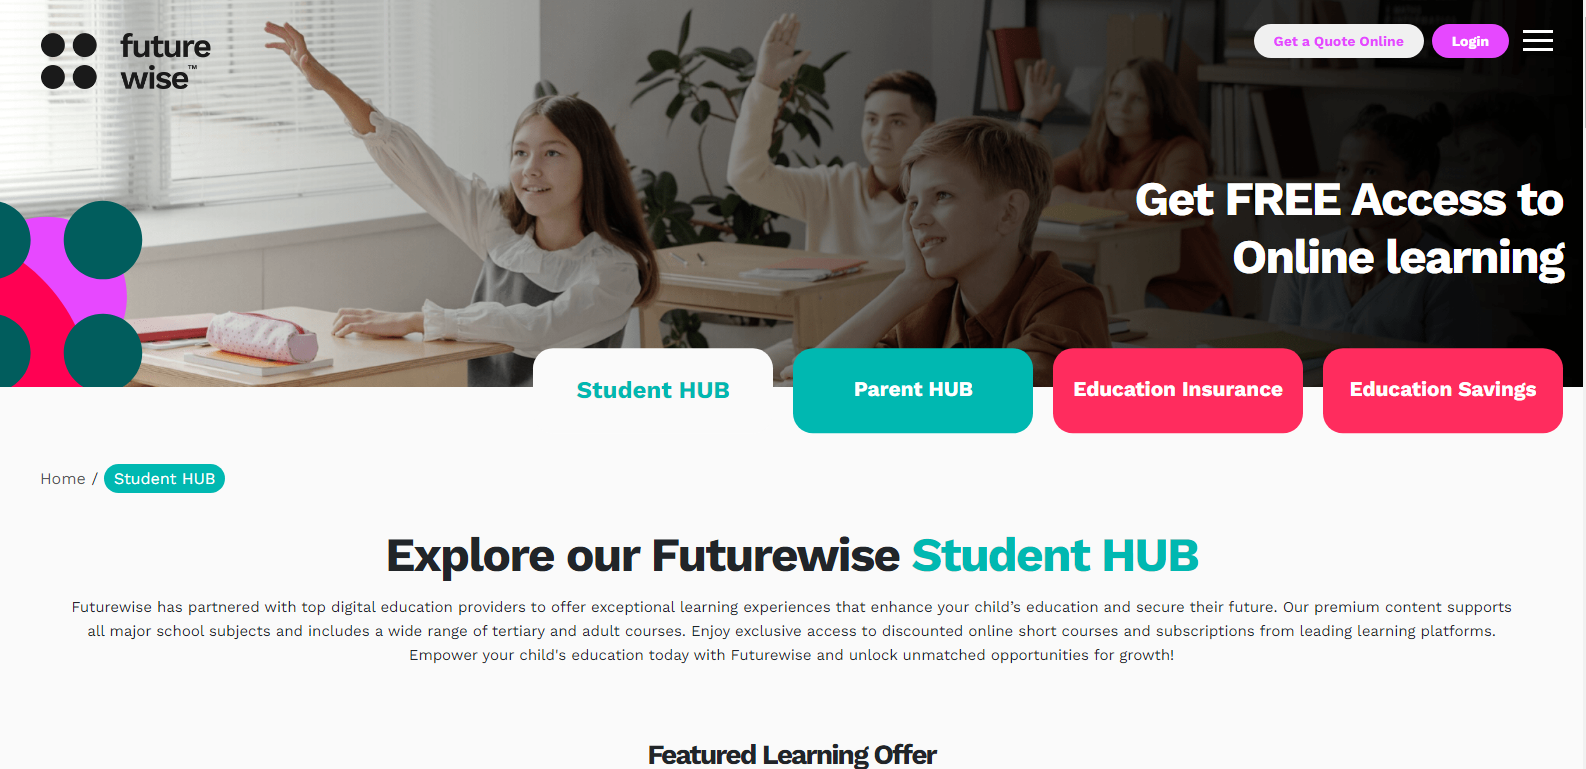 future
wise™
Get a Quote Online
Login
Get FREE Access to
Online learning
Student HUB
Parent HUB
Education Insurance
Education Savings
Home / Student HUB
Explore our Futurewise Student HUB
Futurewise has partnered with top digital education providers to offer exceptional learning experiences that enhance your child’s education and secure their future. Our premium content supports
all major school subjects and includes a wide range of tertiary and adult courses. Enjoy exclusive access to discounted online short courses and subscriptions from leading learning platforms.
Empower your child's education today with Futurewise and unlock unmatched opportunities for growth!
Featured Learning Offer